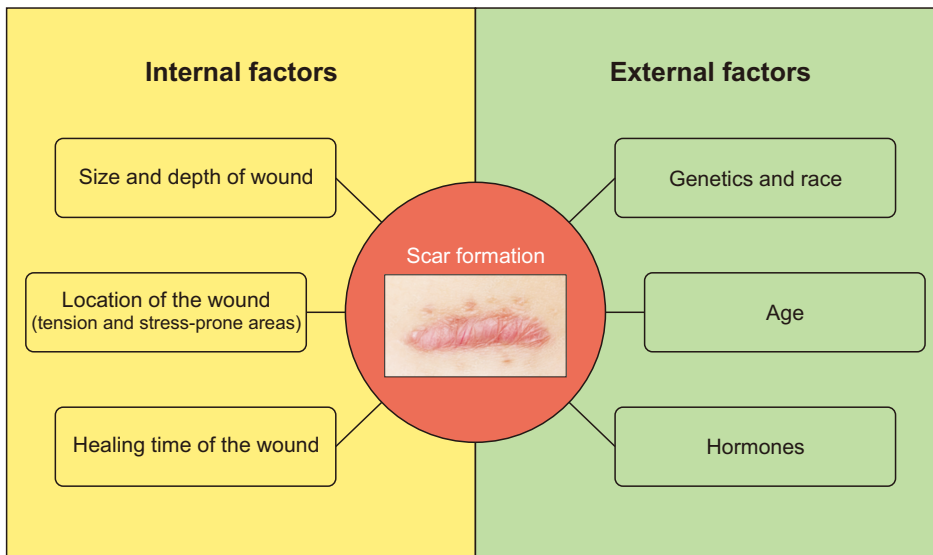 Internal factors
External factors
Size and depth of wound
Location of the wound
(tension and stress-prone areas)
Healing time of the wound
Scar formation
Genetics and race
Age
Hormones